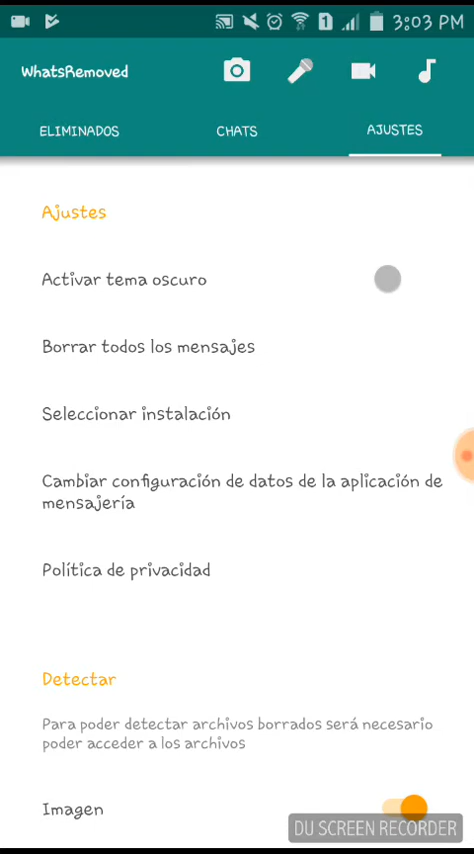 3:03 PM
WhatsRemoved
ELIMINADOS CHATS AJUSTES
Ajustes
Activar tema oscuro
Borrar todos los mensajes
Seleccionar instalación
Cambiar configuración de datos de la aplicación de
mensajería
Política de privacidad
Detectar
Para poder detectar archivos borrados será necesario
poder acceder a los archivos
Imagen
DU SCREEN RECORDER